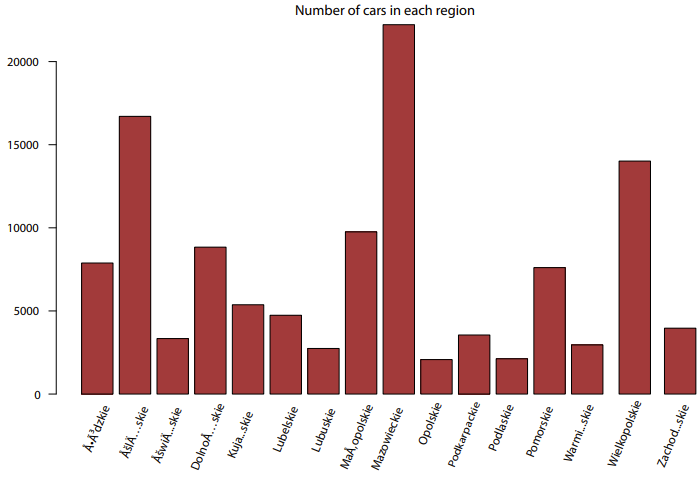 Number of cars in each region
20000
15000
10000
5000
0
Å•Å³dzkie
ÅšlÄ…skie
ÅšwiÄ…skie
DolnoÅ…skie
Kuja..skie
Lubelskie
Lubuskie
MaÅ‚opolskie
Mazowieckie
Opolskie
Podkarpackie
Podląskie
Pomorskie
Warmi...skie
Wielkopolskie
Zachod...skie